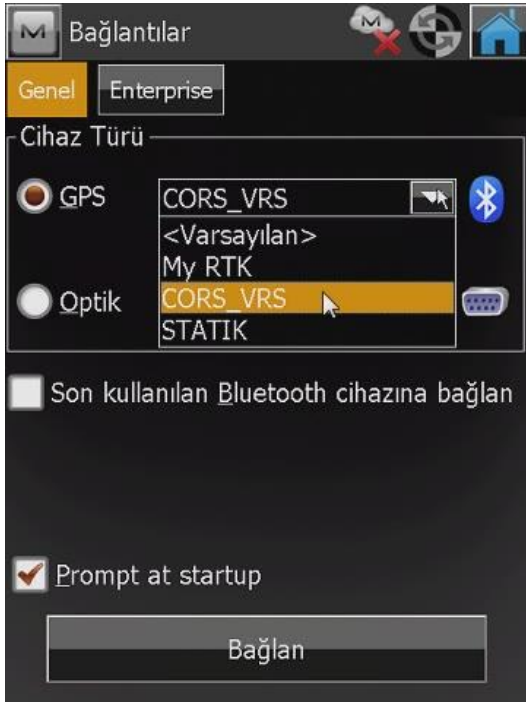 Bağlantılar
Genel Enterprise
Cihaz Türü
GPS CORS_VRS
<Varsayılan>
My RTK
Optik CORS_VRS
STATIK
Son kullanılan Bluetooth cihazına bağlan
Prompt at startup
Bağlan